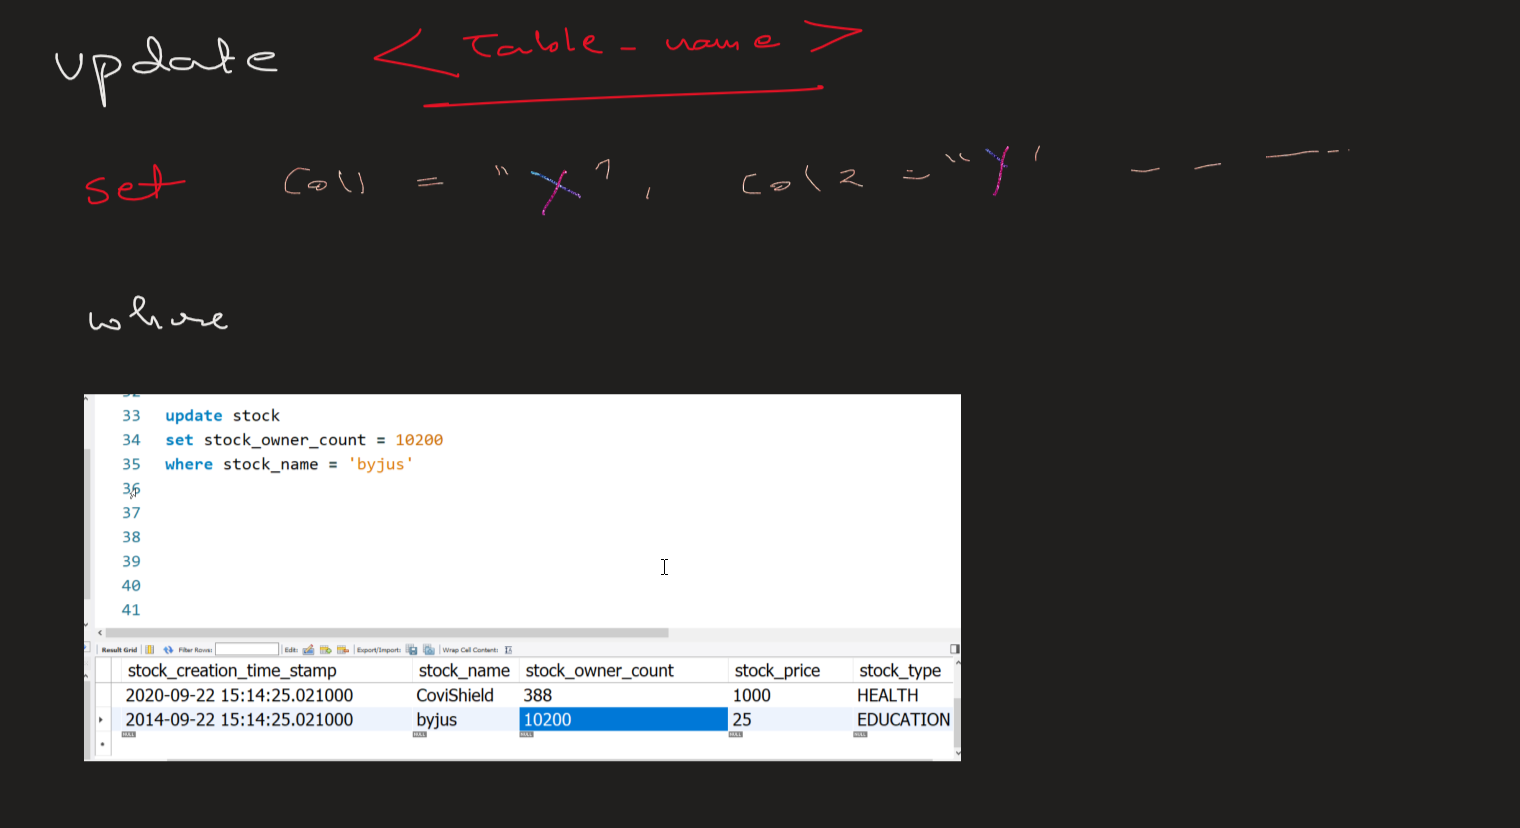 update <Table_name>
set Col1 = "X", Col2 = "Y' - - - - -
where
32
33 update stock
34 set stock_owner_count = 10200
35 where stock_name = 'byjus'
36
37
38
39
40
41
Result Grid Filter Rows: Edit: Export/Import: Wrap Cell Content: IA
stock_creation_time_stamp stock_name stock_owner_count stock_price stock_type
2020-09-22 15:14:25.021000 CoviShield 388 1000 HEALTH
2014-09-22 15:14:25.021000 byjus 10200 25 EDUCATION
NULL NULL NULL NULL NULL